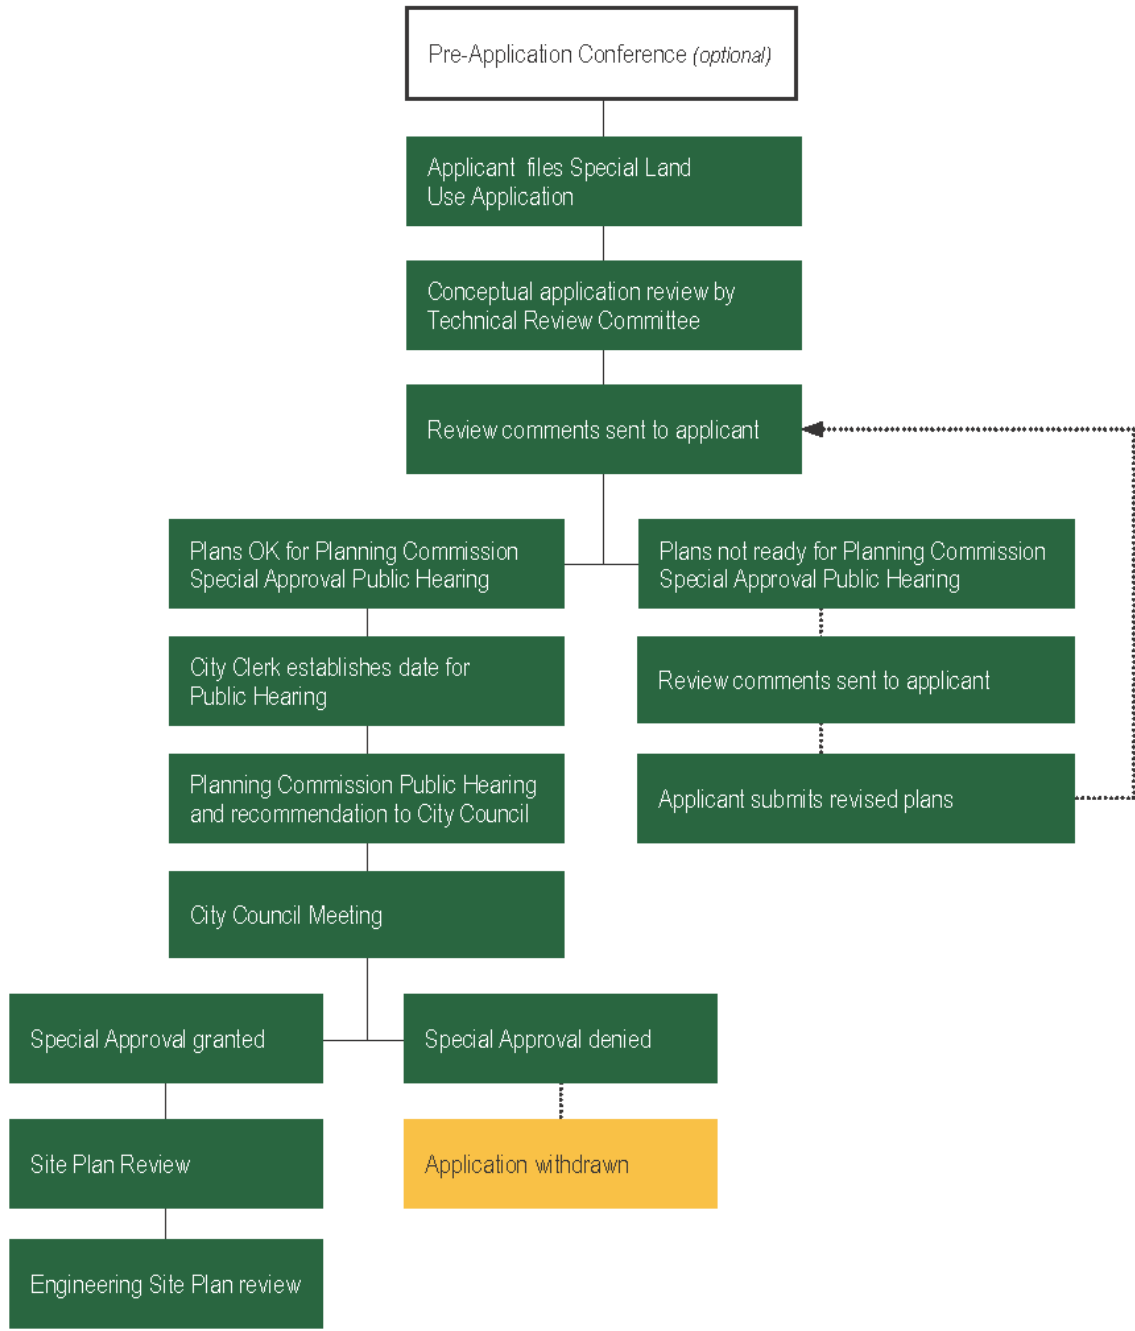 Pre-Application Conference (optional)
Applicant files Special Land
Use Application
Conceptual application review by
Technical Review Committee
Review comments sent to applicant
Plans OK for Planning Commission
Special Approval Public Hearing
Plans not ready for Planning Commission
Special Approval Public Hearing
City Clerk establishes date for
Public Hearing
Review comments sent to applicant
Planning Commission Public Hearing
and recommendation to City Council
Applicant submits revised plans
City Council Meeting
Special Approval granted
Special Approval denied
Site Plan Review
Application withdrawn
Engineering Site Plan review